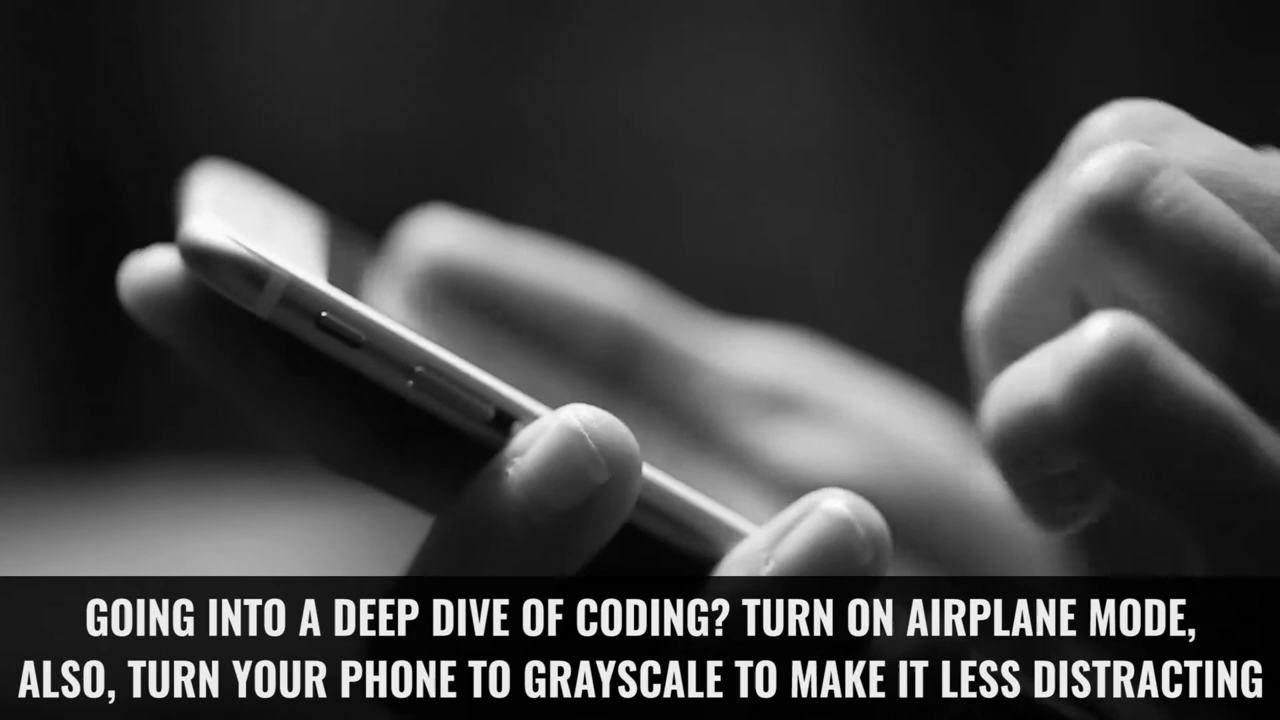 GOING INTO A DEEP DIVE OF CODING? TURN ON AIRPLANE MODE,
ALSO, TURN YOUR PHONE TO GRAYSCALE TO MAKE IT LESS DISTRACTING